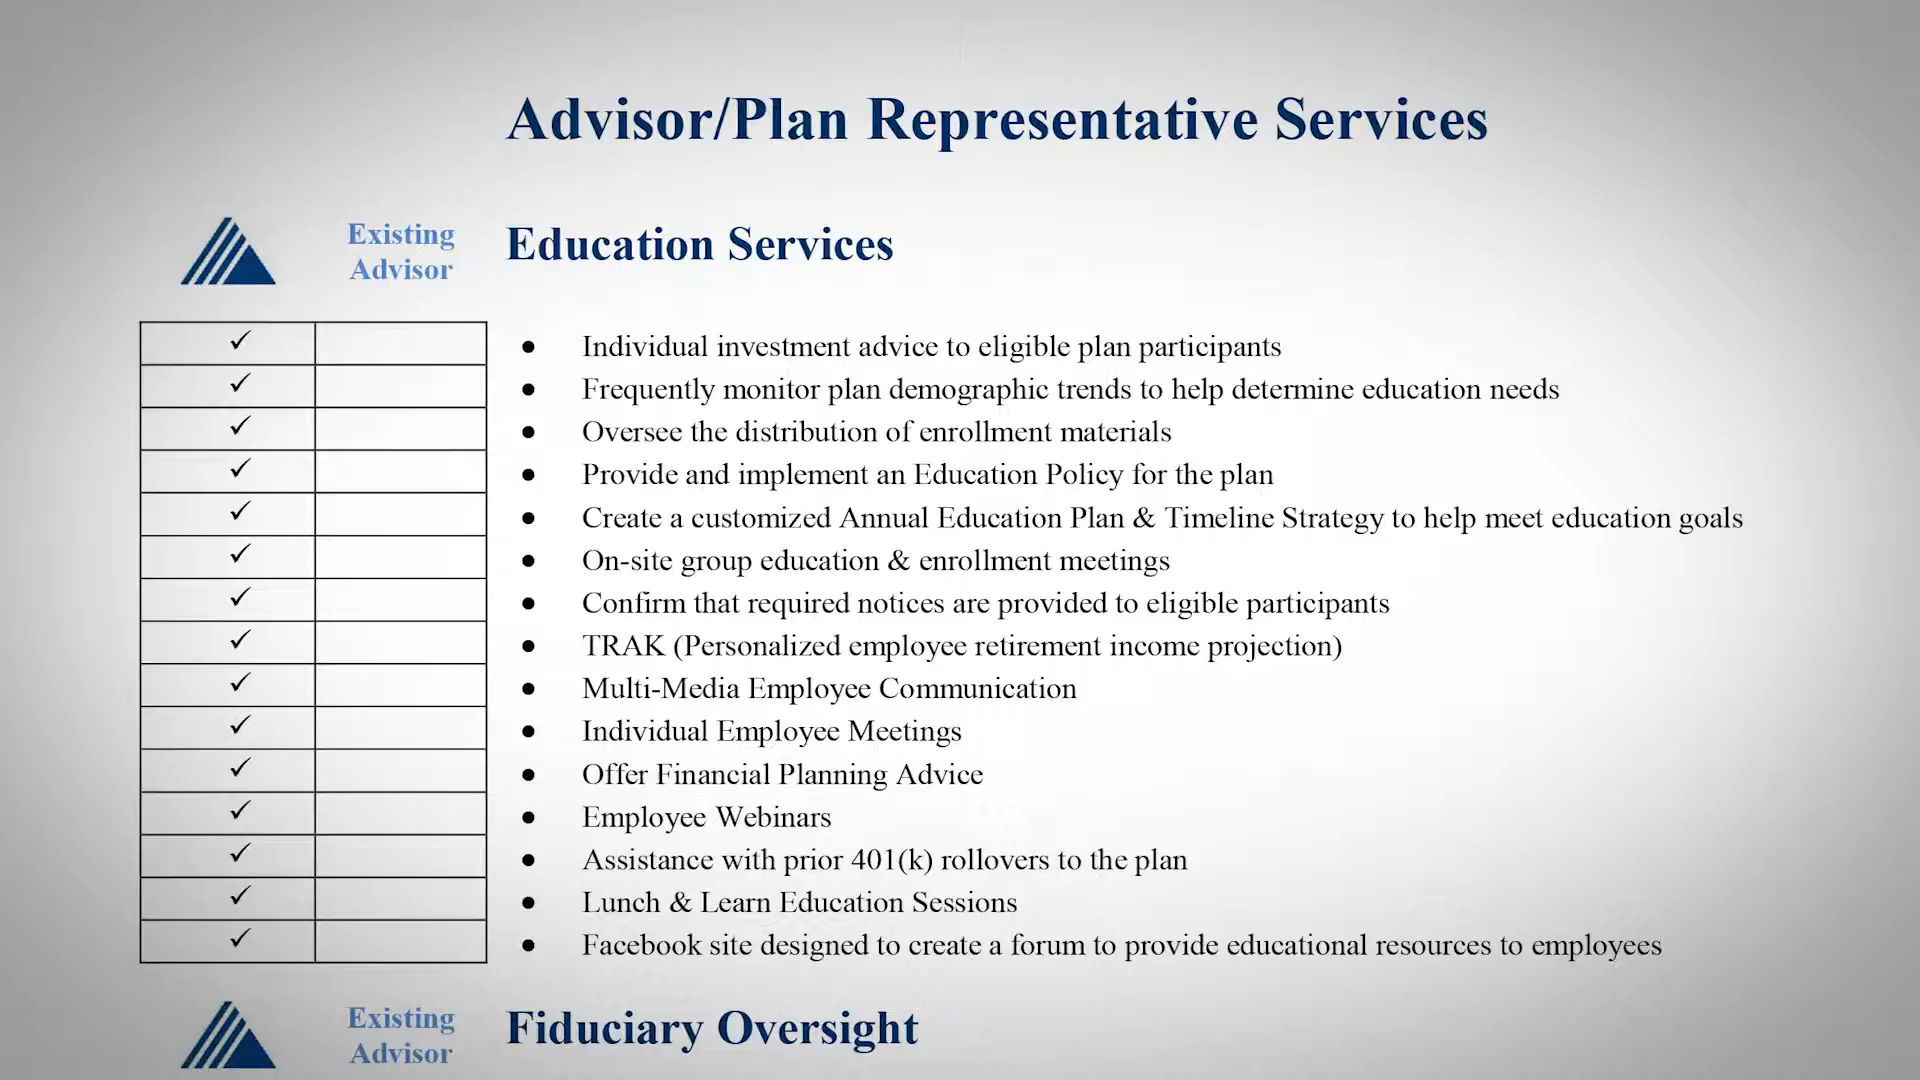 Advisor/Plan Representative Services
Existing
Advisor
Education Services
✓ • Individual investment advice to eligible plan participants
✓ • Frequently monitor plan demographic trends to help determine education needs
✓ • Oversee the distribution of enrollment materials
✓ • Provide and implement an Education Policy for the plan
✓ • Create a customized Annual Education Plan & Timeline Strategy to help meet education goals
✓ • On-site group education & enrollment meetings
✓ • Confirm that required notices are provided to eligible participants
✓ • TRAK (Personalized employee retirement income projection)
✓ • Multi-Media Employee Communication
✓ • Individual Employee Meetings
✓ • Offer Financial Planning Advice
✓ • Employee Webinars
✓ • Assistance with prior 401(k) rollovers to the plan
✓ • Lunch & Learn Education Sessions
✓ • Facebook site designed to create a forum to provide educational resources to employees
Existing
Advisor
Fiduciary Oversight